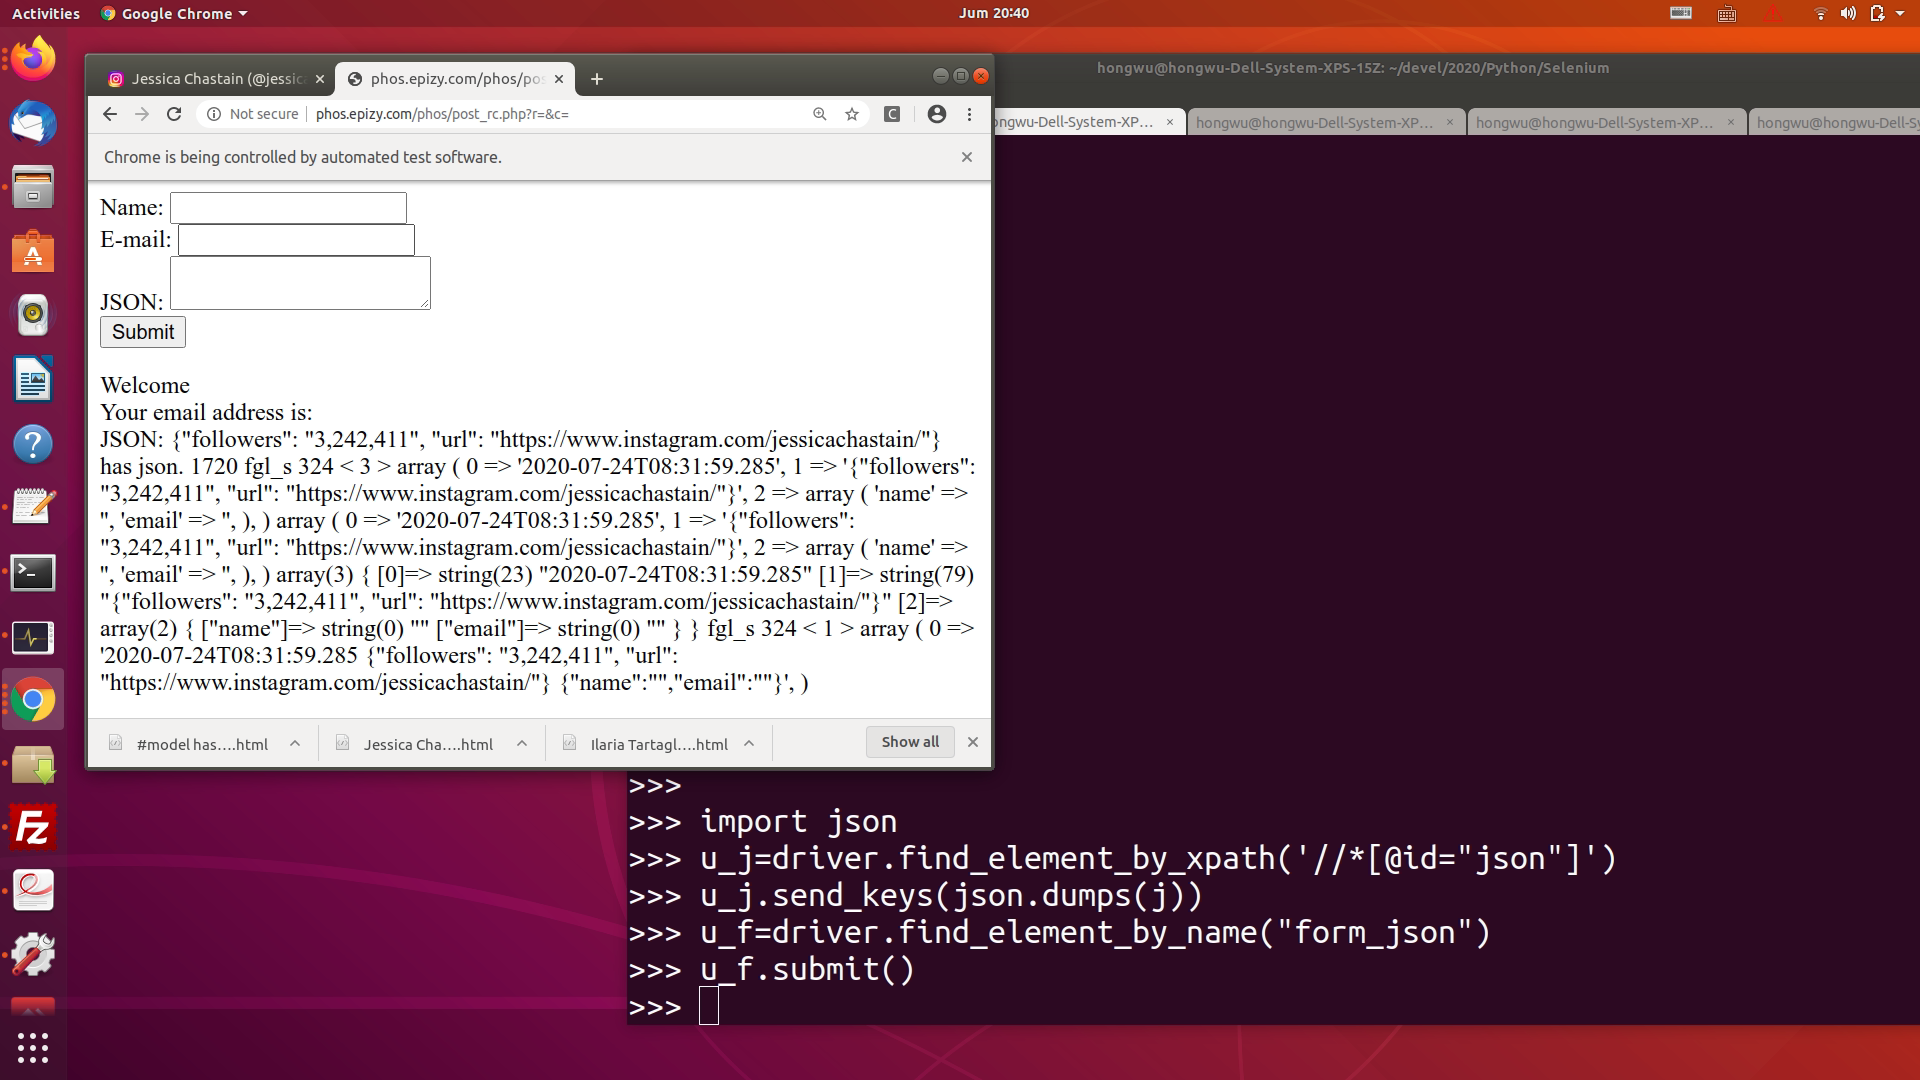 Activities
Google Chrome
Jum 20:40
hongwu@hongwu-Dell-System-XPS-15Z: ~/devel/2020/Python/Selenium
Jessica Chastain (@jessic
phos.epizy.com/phos/pos
Not secure
phos.epizy.com/phos/post_rc.php?r=&c=
ongwu-Dell-System-XP…
hongwu@hongwu-Dell-System-XP…
hongwu@hongwu-Dell-System-XP…
hongwu@hongwu-Dell-Sy
Chrome is being controlled by automated test software.
Name:
E-mail:
JSON:
Submit
Welcome
Your email address is:
JSON: {"followers": "3,242,411", "url": "https://www.instagram.com/jessicachastain/"}
has json. 1720 fgl_s 324 < 3 > array ( 0 => '2020-07-24T08:31:59.285', 1 => '{"followers":
"3,242,411", "url": "https://www.instagram.com/jessicachastain/"}', 2 => array ( 'name' =>
'', 'email' => '', ), ) array ( 0 => '2020-07-24T08:31:59.285', 1 => '{"followers":
"3,242,411", "url": "https://www.instagram.com/jessicachastain/"}', 2 => array ( 'name' =>
'', 'email' => '', ), ) array(3) { [0]=> string(23) "2020-07-24T08:31:59.285" [1]=> string(79)
"{"followers": "3,242,411", "url": "https://www.instagram.com/jessicachastain/"}" [2]=>
array(2) { ["name"]=> string(0) "" ["email"]=> string(0) "" } } fgl_s 324 < 1 > array ( 0 =>
'2020-07-24T08:31:59.285 {"followers": "3,242,411", "url":
"https://www.instagram.com/jessicachastain/"} {"name":"","email":""}', )
#model has….html
Jessica Cha….html
Ilaria Tartagl….html
Show all
>>>
>>> import json
>>> u_j=driver.find_element_by_xpath('//*[@id="json"]')
>>> u_j.send_keys(json.dumps(j))
>>> u_f=driver.find_element_by_name("form_json")
>>> u_f.submit()
>>>